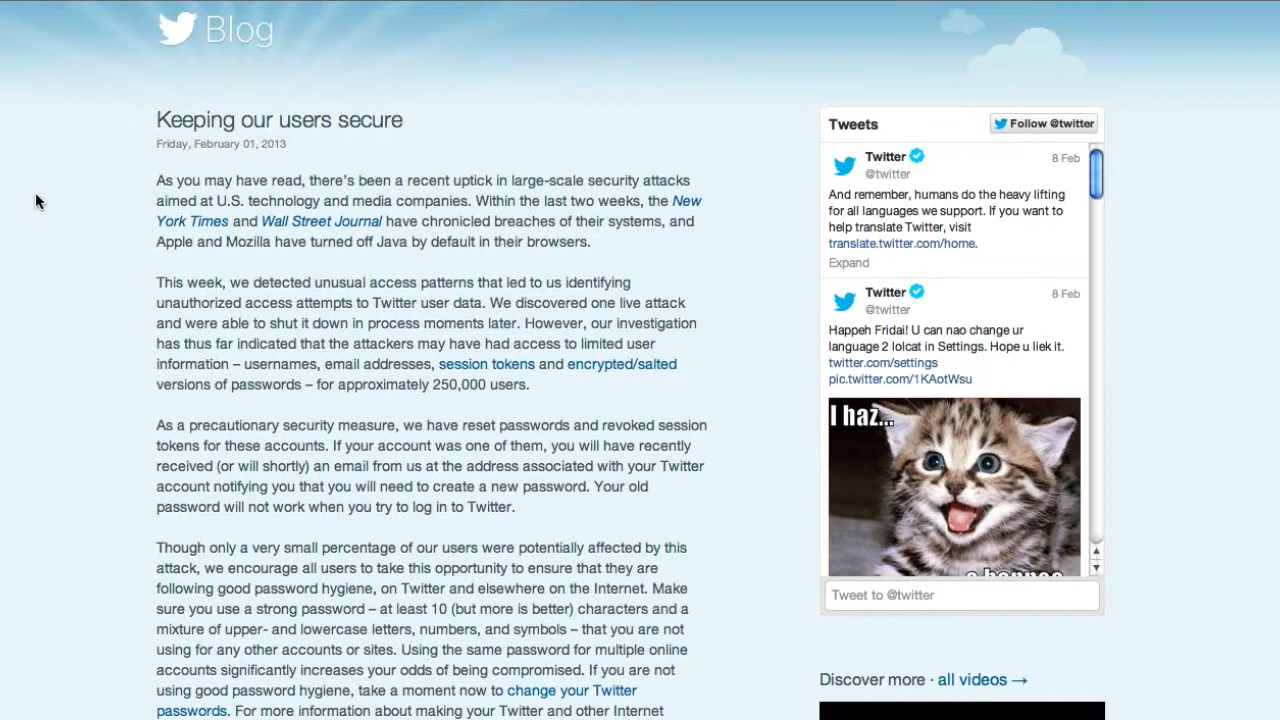 Blog
Keeping our users secure
Friday, February 01, 2013
As you may have read, there's been a recent uptick in large-scale security attacks
aimed at U.S. technology and media companies. Within the last two weeks, the New
York Times and Wall Street Journal have chronicled breaches of their systems, and
Apple and Mozilla have turned off Java by default in their browsers.
This week, we detected unusual access patterns that led to us identifying
unauthorized access attempts to Twitter user data. We discovered one live attack
and were able to shut it down in process moments later. However, our investigation
has thus far indicated that the attackers may have had access to limited user
information – usernames, email addresses, session tokens and encrypted/salted
versions of passwords – for approximately 250,000 users.
As a precautionary security measure, we have reset passwords and revoked session
tokens for these accounts. If your account was one of them, you will have recently
received (or will shortly) an email from us at the address associated with your Twitter
account notifying you that you will need to create a new password. Your old
password will not work when you try to log in to Twitter.
Though only a very small percentage of our users were potentially affected by this
attack, we encourage all users to take this opportunity to ensure that they are
following good password hygiene, on Twitter and elsewhere on the Internet. Make
sure you use a strong password – at least 10 (but more is better) characters and a
mixture of upper- and lowercase letters, numbers, and symbols – that you are not
using for any other accounts or sites. Using the same password for multiple online
accounts significantly increases your odds of being compromised. If you are not
using good password hygiene, take a moment now to change your Twitter
passwords. For more information about making your Twitter and other Internet
Tweets
Follow @twitter
Twitter
8 Feb
@twitter
And remember, humans do the heavy lifting
for all languages we support. If you want to
help translate Twitter, visit
translate.twitter.com/home.
Expand
Twitter
8 Feb
@twitter
Happeh Fridai! U can nao change ur
language 2 lolcat in Settings. Hope u liek it.
twitter.com/settings
pic.twitter.com/1KAotWsu
I haz...
Tweet to @twitter
Discover more · all videos →